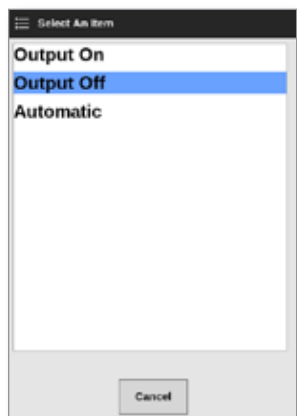 Select An Item
Output On
Output Off
Automatic
Cancel